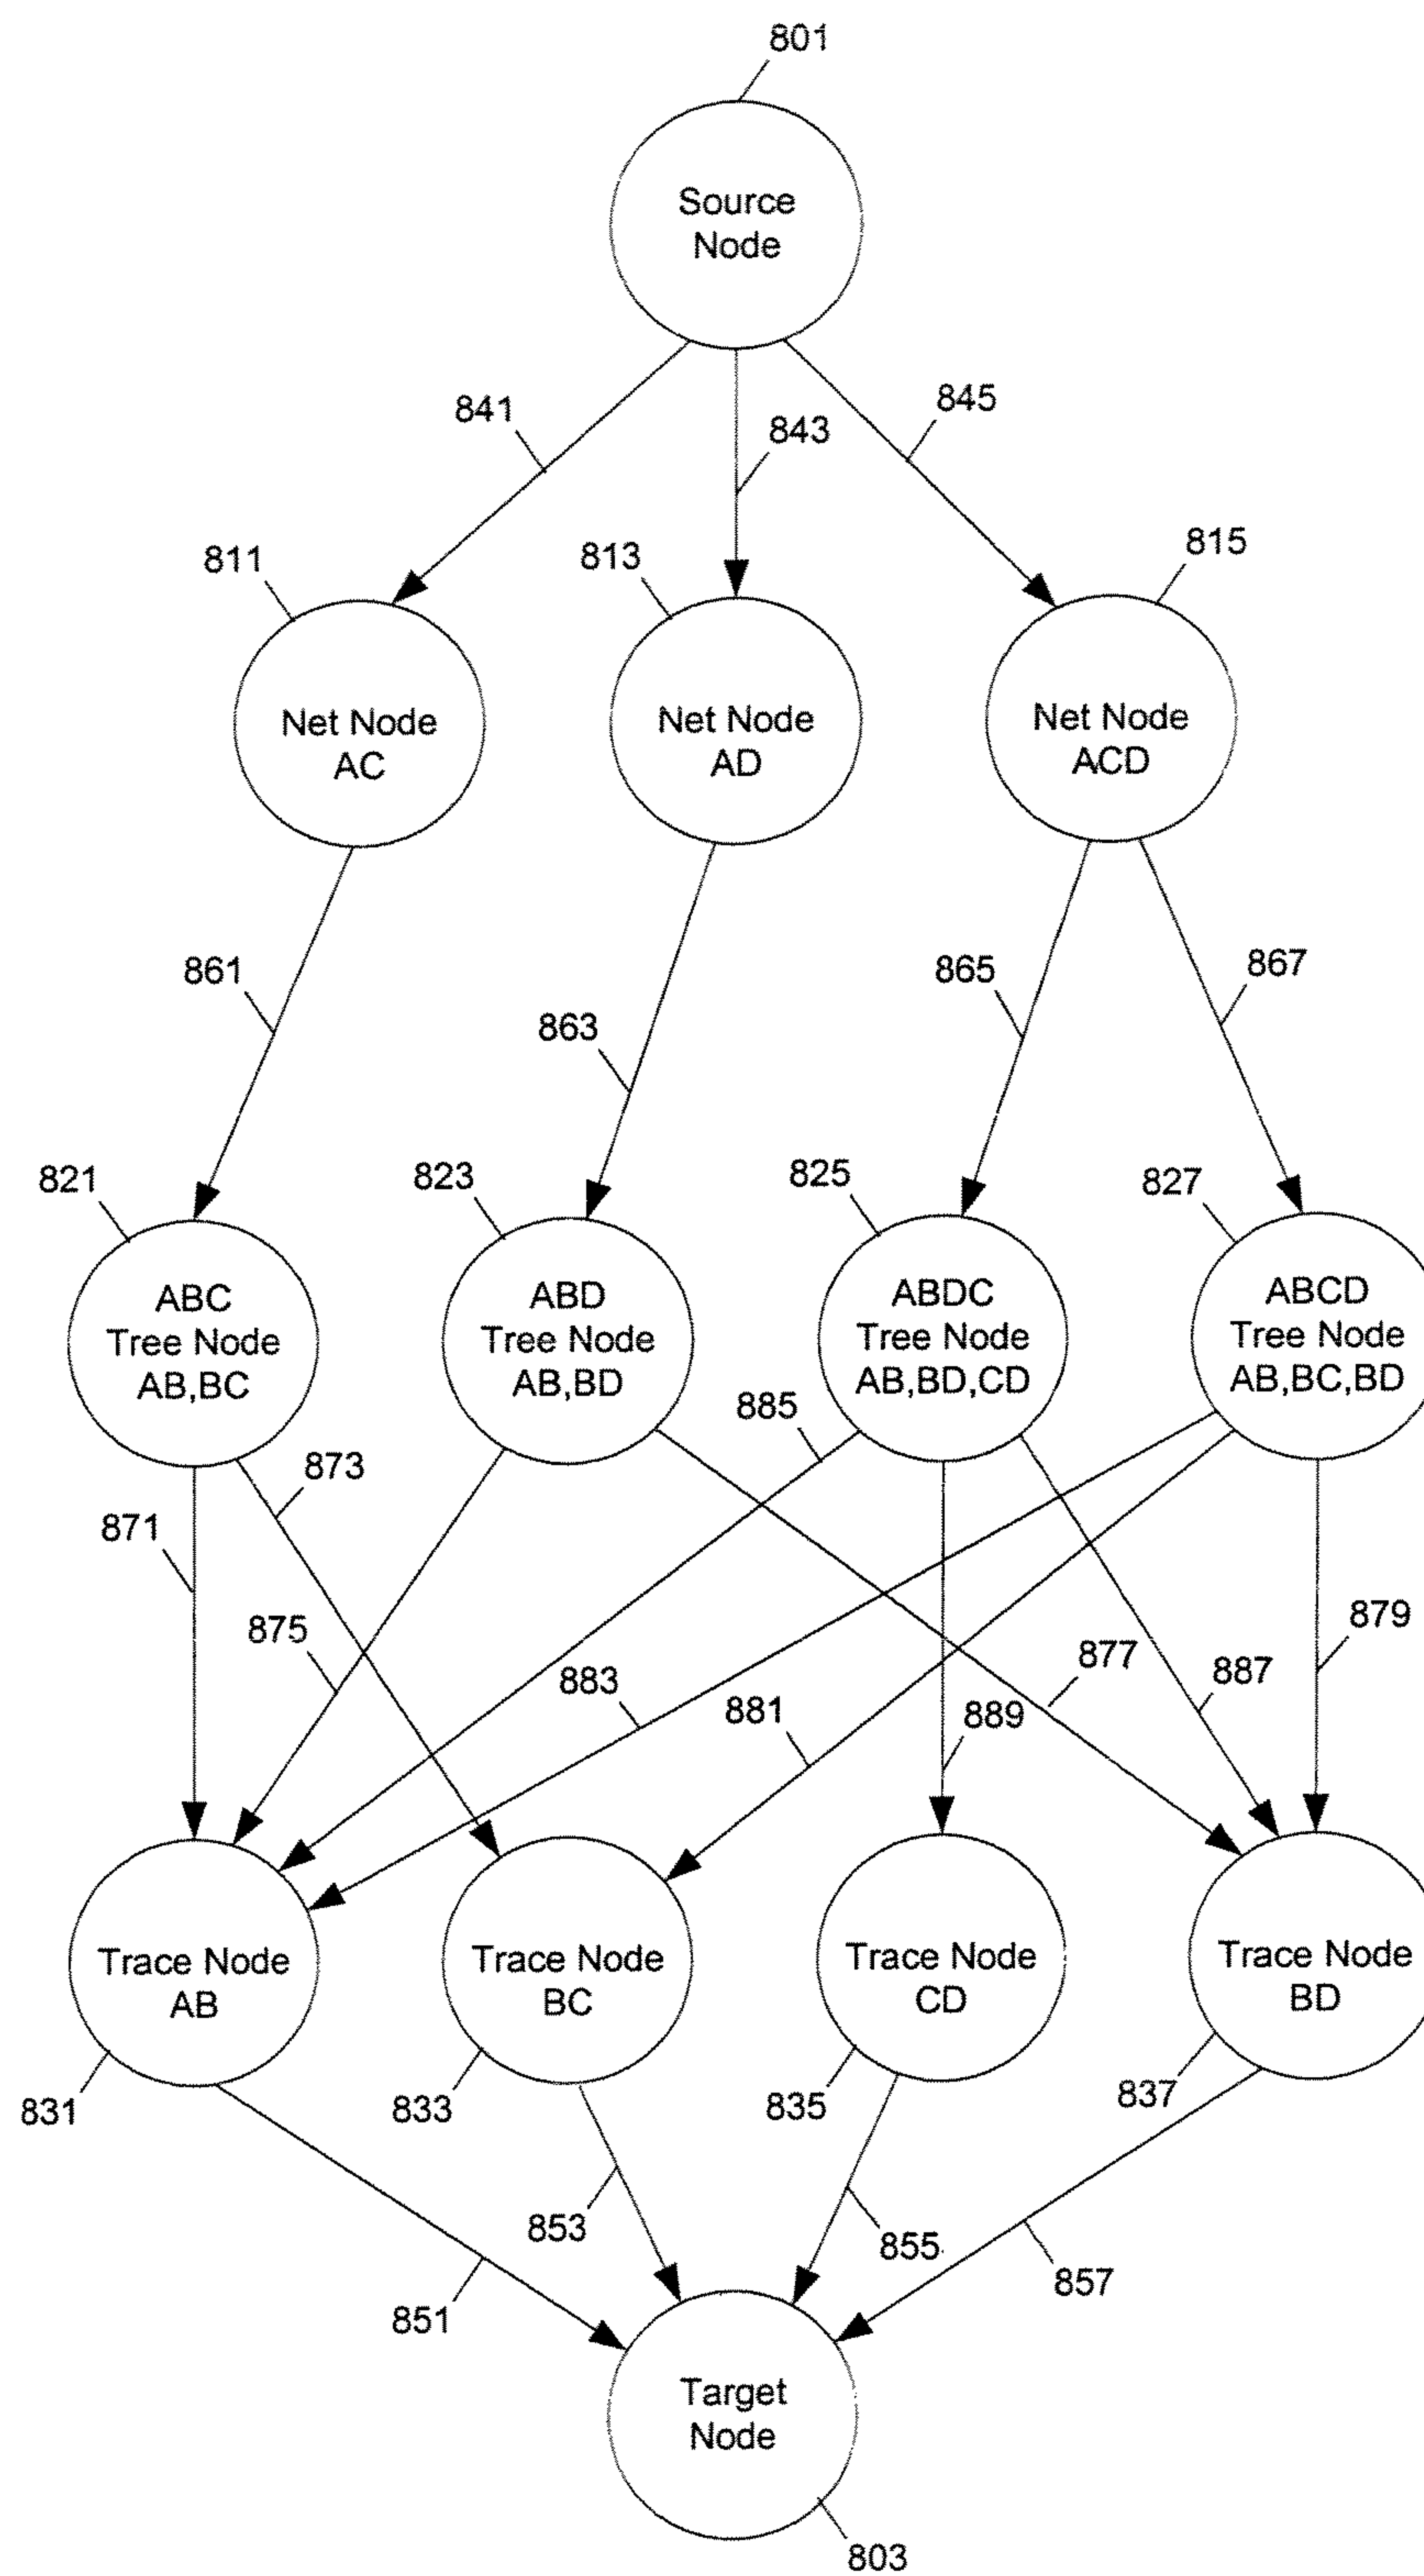 801
Source
Node
841
843
845
811
813
815
Net Node
AC
Net Node
AD
Net Node
ACD
861
863
865
867
821
823
825
827
ABC
Tree Node
AB,BC
ABD
Tree Node
AB,BD
ABDC
Tree Node
AB,BD,CD
ABCD
Tree Node
AB,BC,BD
885
873
871
875
883
881
889
877
887
879
Trace Node
AB
Trace Node
BC
Trace Node
CD
Trace Node
BD
831
833
835
837
851
853
855
857
Target
Node
803